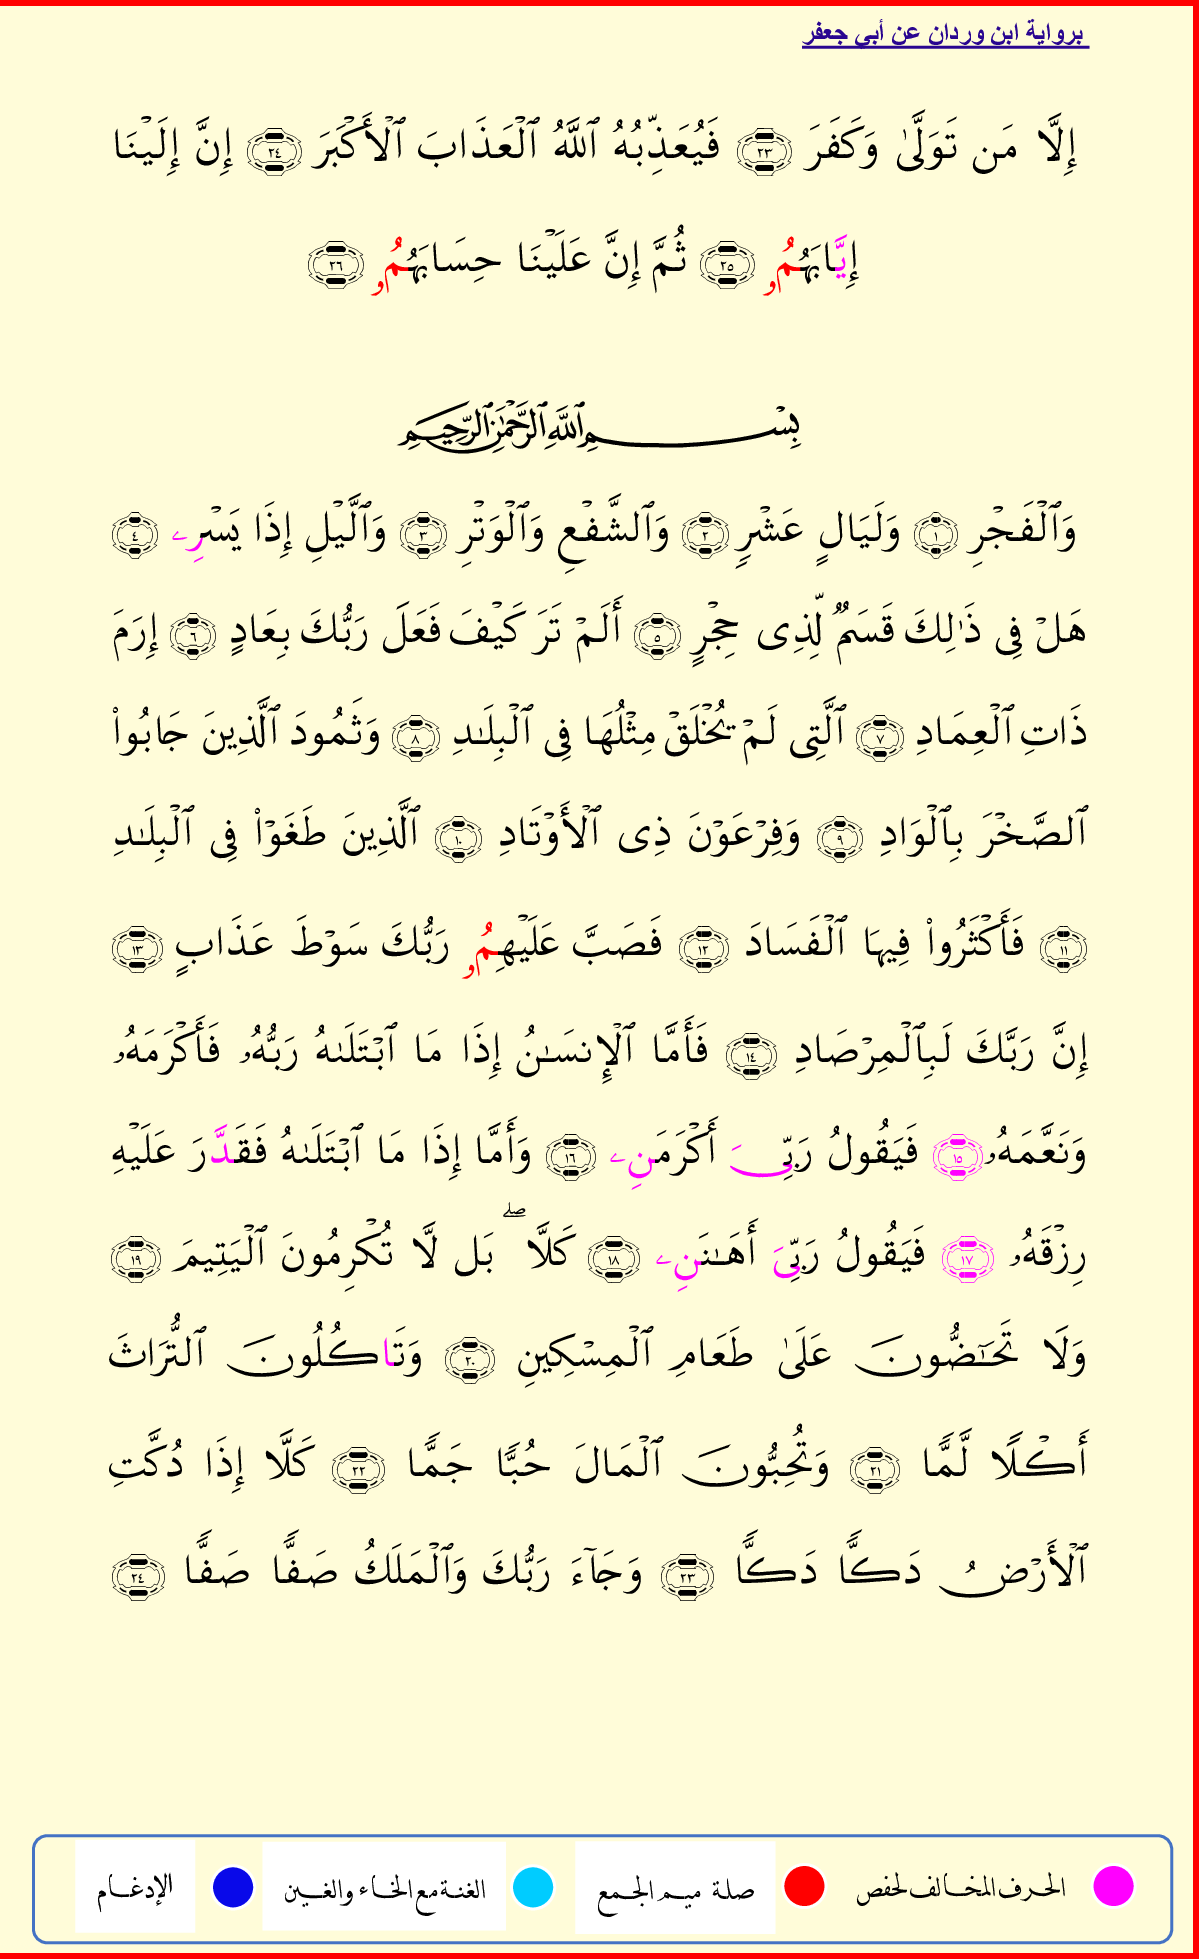 برواية ابن وردان عن أبي جعفر
إِلَّا مَن تَوَلَّىٰ وَكَفَرَ ٢٣ فَيُعَذِّبُهُ ٱللَّهُ ٱلْعَذَابَ ٱلْأَكْبَرَ ٢٤ إِنَّ إِلَيْنَا
إِيَّابَهُمُۥ ٢٥ ثُمَّ إِنَّ عَلَيْنَا حِسَابَهُمُۥ ٢٦
بِسْمِ ٱللَّهِ ٱلرَّحْمَٰنِ ٱلرَّحِيمِ
وَٱلْفَجْرِ ١ وَلَيَالٍ عَشْرٍ ٢ وَٱلشَّفْعِ وَٱلْوَتْرِ ٣ وَٱلَّيْلِ إِذَا يَسْرِۦ ٤
هَلْ فِى ذَٰلِكَ قَسَمٌ لِّذِى حِجْرٍ ٥ أَلَمْ تَرَ كَيْفَ فَعَلَ رَبُّكَ بِعَادٍ ٦ إِرَمَ
ذَاتِ ٱلْعِمَادِ ٧ ٱلَّتِى لَمْ يُخْلَقْ مِثْلُهَا فِى ٱلْبِلَٰدِ ٨ وَثَمُودَ ٱلَّذِينَ جَابُواْ
ٱلصَّخْرَ بِٱلْوَادِ ٩ وَفِرْعَوْنَ ذِى ٱلْأَوْتَادِ ١٠ ٱلَّذِينَ طَغَوْاْ فِى ٱلْبِلَٰدِ
١١ فَأَكْثَرُواْ فِيهَا ٱلْفَسَادَ ١٢ فَصَبَّ عَلَيْهِمُۥ رَبُّكَ سَوْطَ عَذَابٍ ١٣
إِنَّ رَبَّكَ لَبِٱلْمِرْصَادِ ١٤ فَأَمَّا ٱلْإِنسَٰنُ إِذَا مَا ٱبْتَلَىٰهُ رَبُّهُۥ فَأَكْرَمَهُۥ
وَنَعَّمَهُۥ ١٥ فَيَقُولُ رَبِّىَ أَكْرَمَنِۦ ١٦ وَأَمَّا إِذَا مَا ٱبْتَلَىٰهُ فَقَدَّرَ عَلَيْهِ
رِزْقَهُۥ ١٧ فَيَقُولُ رَبِّىَ أَهَٰنَنِۦ ١٨ كَلَّاۖ بَل لَّا تُكْرِمُونَ ٱلْيَتِيمَ ١٩
وَلَا تَحَٰٓضُّونَ عَلَىٰ طَعَامِ ٱلْمِسْكِينِ ٢٠ وَتَاكُلُونَ ٱلتُّرَاثَ
أَكْلًا لَّمًّا ٢١ وَتُحِبُّونَ ٱلْمَالَ حُبًّا جَمًّا ٢٢ كَلَّا إِذَا دُكَّتِ
ٱلْأَرْضُ دَكًّا دَكًّا ٢٣ وَجَآءَ رَبُّكَ وَٱلْمَلَكُ صَفًّا صَفًّا ٢٤
الحرف المخالف لحفص صلة ميم الجمع الغنة مع الخاء والغين الإدغام